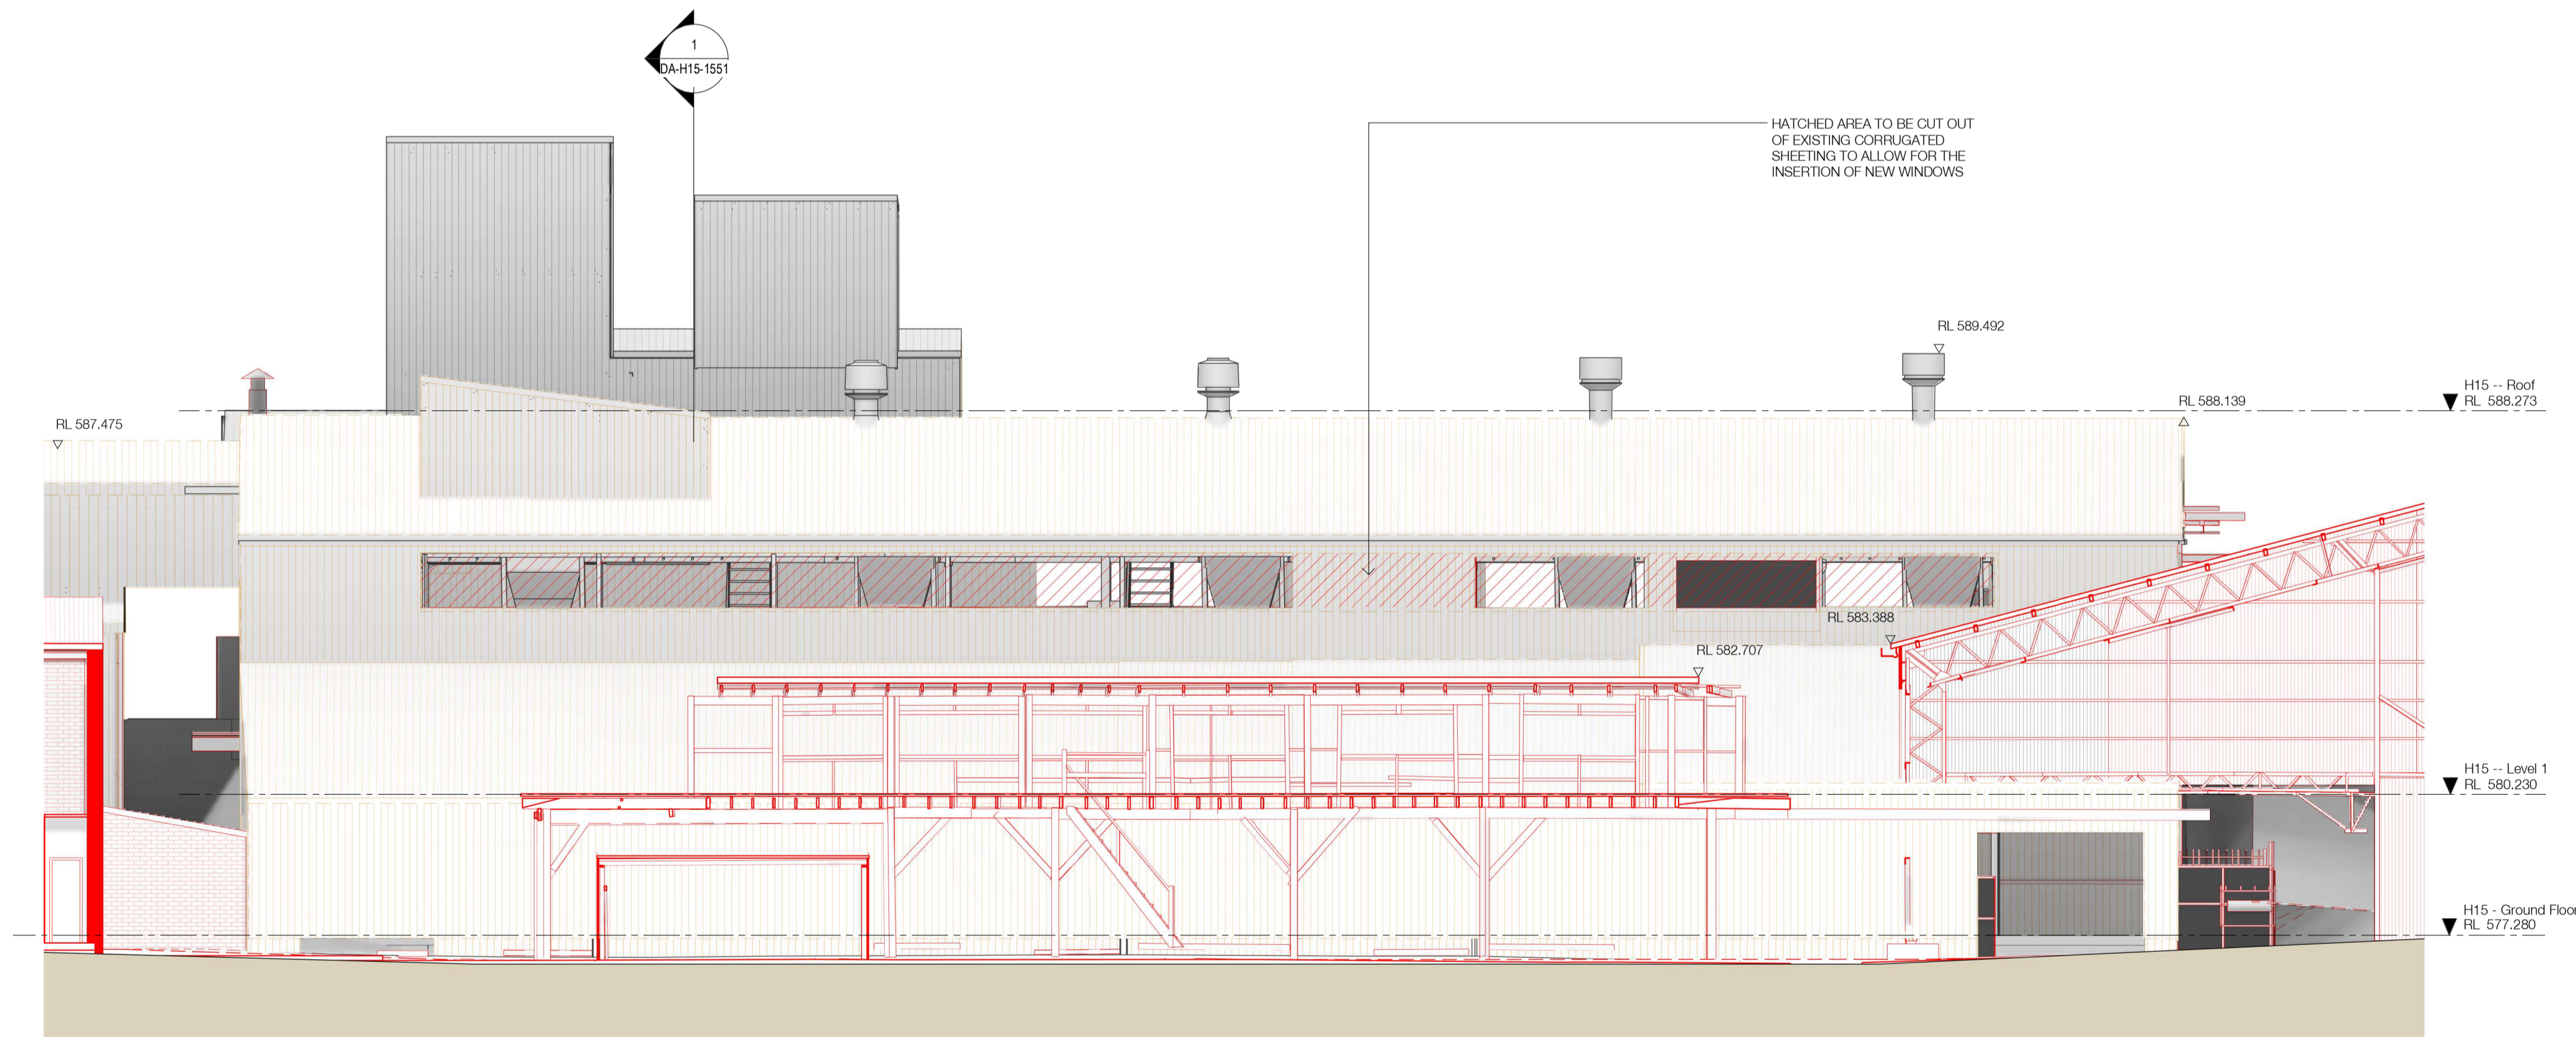 1
DA-H15-1551
HATCHED AREA TO BE CUT OUT
OF EXISTING CORRUGATED
SHEETING TO ALLOW FOR THE
INSERTION OF NEW WINDOWS
RL 589.492
H15 -- Roof
RL 588.273
RL 588.139
RL 587.475
RL 583.388
RL 582.707
H15 -- Level 1
RL 580.230
H15 - Ground Floor
RL 577.280